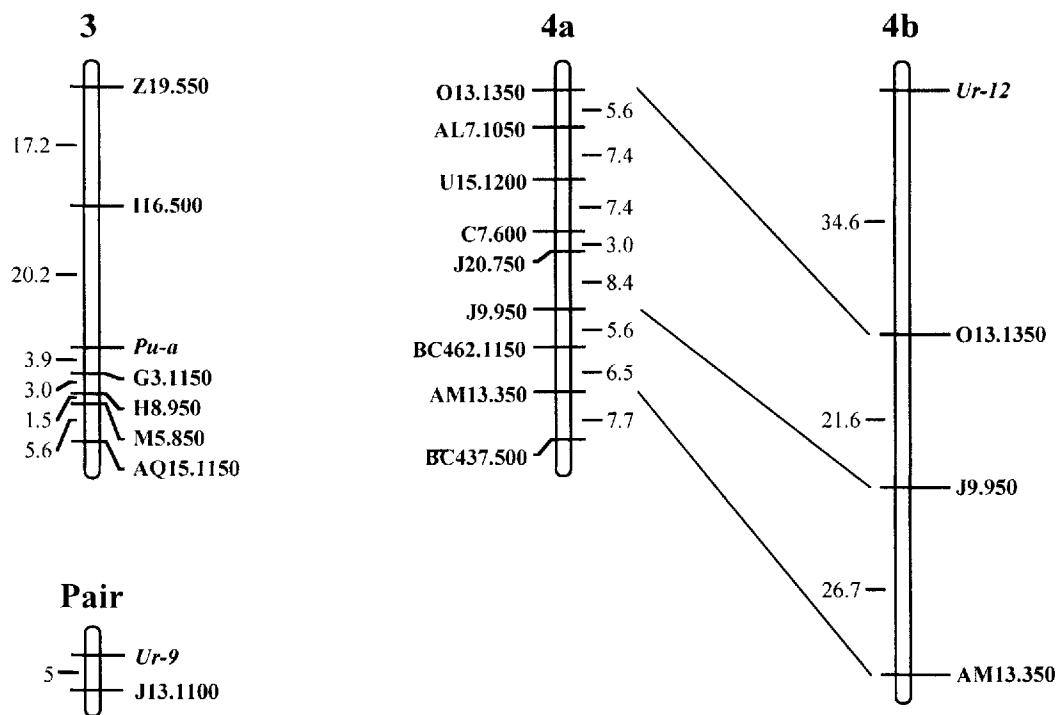 3
Z19.550
17.2
I16.500
20.2
Pu-a
3.9
G3.1150
3.0
H8.950
1.5
M5.850
5.6
AQ15.1150
Pair
Ur-9
5
J13.1100
4a
O13.1350
5.6
AL7.1050
7.4
U15.1200
7.4
C7.600
3.0
J20.750
8.4
J9.950
5.6
BC462.1150
6.5
AM13.350
7.7
BC437.500
4b
Ur-12
34.6
O13.1350
21.6
J9.950
26.7
AM13.350